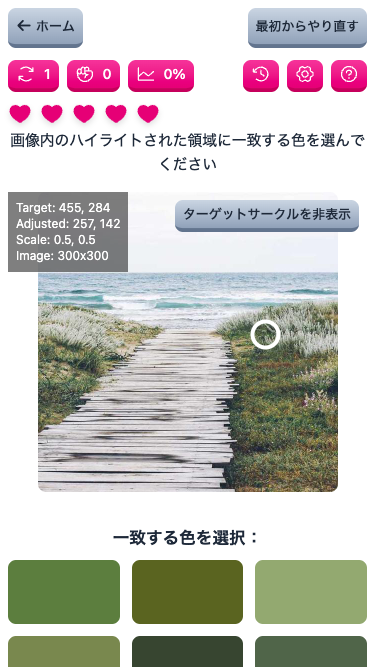 ホーム
最初からやり直す
1
0
0%
画像内のハイライトされた領域に一致する色を選んで
ください
Target: 455, 284
Adjusted: 257, 142
Scale: 0.5, 0.5
Image: 300x300
ターゲットサークルを非表示
一致する色を選択：